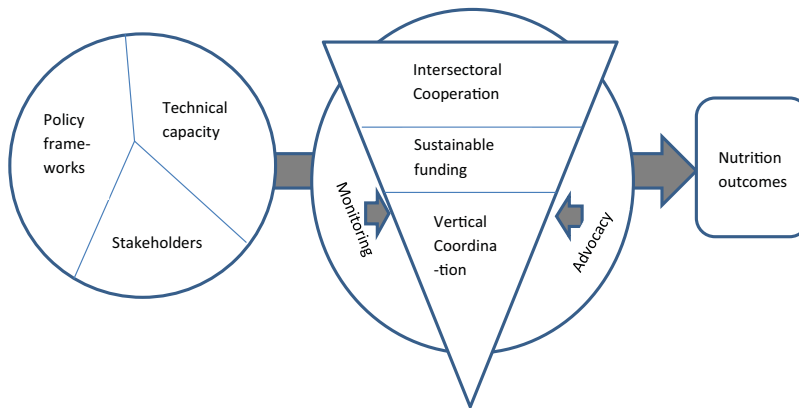 Policy
frame-
works
Technical
capacity
Stakeholders
Intersectoral
Cooperation
Sustainable
funding
Vertical
Coordina
-tion
Monitoring
Advocacy
Nutrition
outcomes